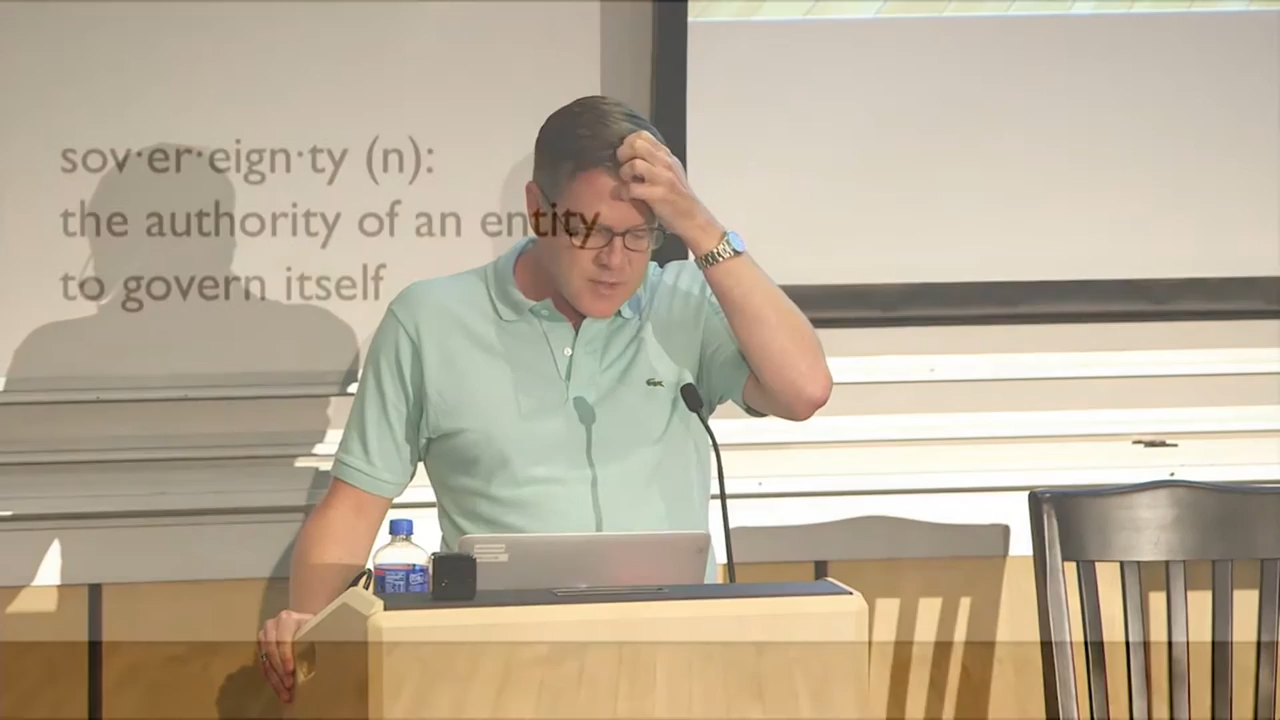 sov·er·eign·ty (n):
the authority of an entity
to govern itself